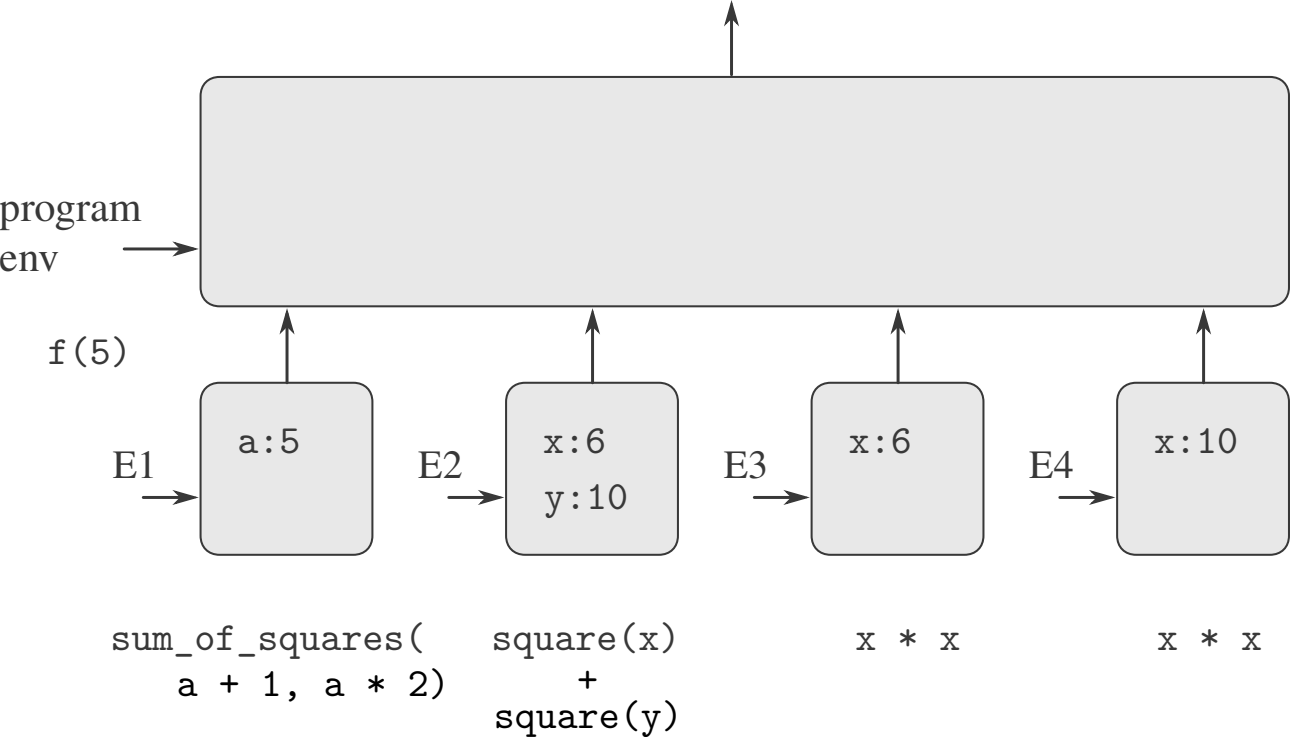 program
env
f(5)
a:5
E1
x:6
y:10
E2
x:6
E3
x:10
E4
sum_of_squares(
a + 1, a * 2)
square(x)
+
square(y)
x * x
x * x